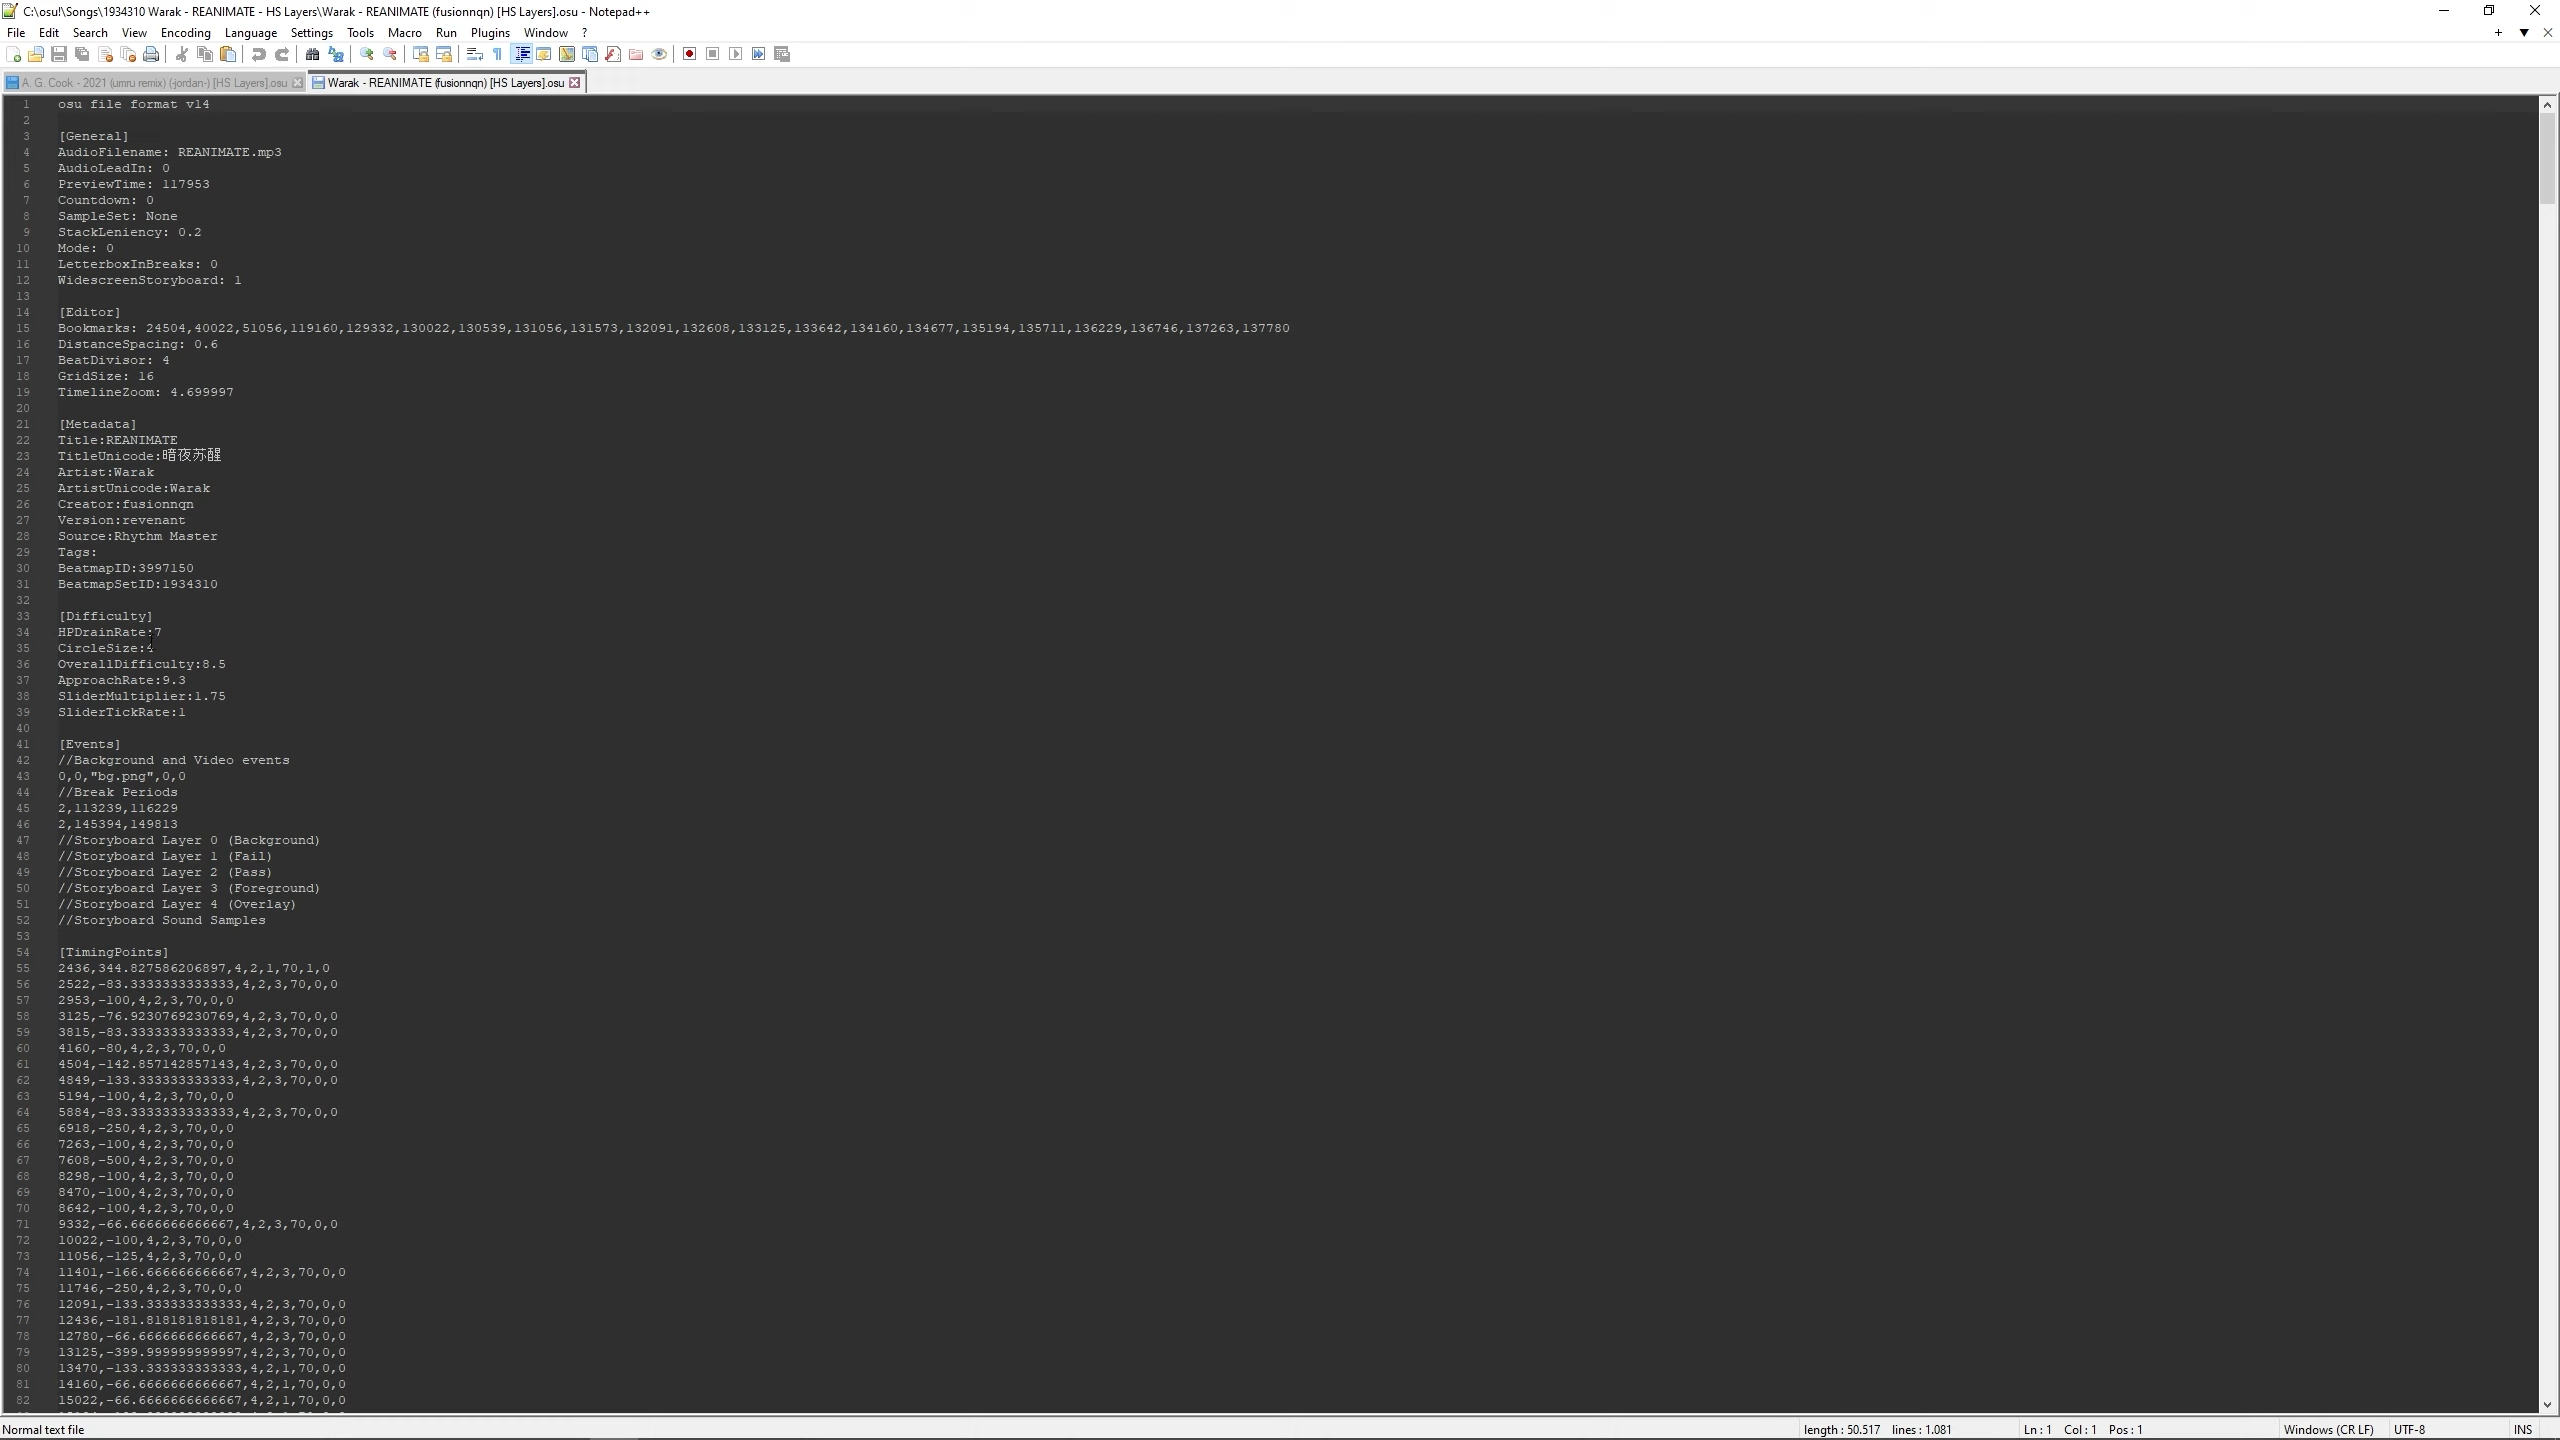 C:\osu!\Songs\1934310 Warak - REANIMATE - HS Layers\Warak - REANIMATE (fusionnqn) [HS Layers].osu - Notepad++
File Edit Search View Encoding Language Settings Tools Macro Run Plugins Window ?
A. G. Cook - 2021 (umru remix) (-jordan-) [HS Layers].osu Warak - REANIMATE (fusionnqn) [HS Layers].osu
1 osu file format v14
2
3 [General]
4 AudioFilename: REANIMATE.mp3
5 AudioLeadIn: 0
6 PreviewTime: 117953
7 Countdown: 0
8 SampleSet: None
9 StackLeniency: 0.2
10 Mode: 0
11 LetterboxInBreaks: 0
12 WidescreenStoryboard: 1
13
14 [Editor]
15 Bookmarks: 24504,40022,51056,119160,129332,130022,130539,131056,131573,132091,132608,133125,133642,134160,134677,135194,135711,136229,136746,137263,137780
16 DistanceSpacing: 0.6
17 BeatDivisor: 4
18 GridSize: 16
19 TimelineZoom: 4.699997
20
21 [Metadata]
22 Title:REANIMATE
23 TitleUnicode:暗夜苏醒
24 Artist:Warak
25 ArtistUnicode:Warak
26 Creator:fusionnqn
27 Version:revenant
28 Source:Rhythm Master
29 Tags:
30 BeatmapID:3997150
31 BeatmapSetID:1934310
32
33 [Difficulty]
34 HPDrainRate:7
35 CircleSize:4
36 OverallDifficulty:8.5
37 ApproachRate:9.3
38 SliderMultiplier:1.75
39 SliderTickRate:1
40
41 [Events]
42 //Background and Video events
43 0,0,"bg.png",0,0
44 //Break Periods
45 2,113239,116229
46 2,145394,149813
47 //Storyboard Layer 0 (Background)
48 //Storyboard Layer 1 (Fail)
49 //Storyboard Layer 2 (Pass)
50 //Storyboard Layer 3 (Foreground)
51 //Storyboard Layer 4 (Overlay)
52 //Storyboard Sound Samples
53
54 [TimingPoints]
55 2436,344.827586206897,4,2,1,70,1,0
56 2522,-83.3333333333333,4,2,3,70,0,0
57 2953,-100,4,2,3,70,0,0
58 3125,-76.9230769230769,4,2,3,70,0,0
59 3815,-83.3333333333333,4,2,3,70,0,0
60 4160,-80,4,2,3,70,0,0
61 4504,-142.857142857143,4,2,3,70,0,0
62 4849,-133.333333333333,4,2,3,70,0,0
63 5194,-100,4,2,3,70,0,0
64 5884,-83.3333333333333,4,2,3,70,0,0
65 6918,-250,4,2,3,70,0,0
66 7263,-100,4,2,3,70,0,0
67 7608,-500,4,2,3,70,0,0
68 8298,-100,4,2,3,70,0,0
69 8470,-100,4,2,3,70,0,0
70 8642,-100,4,2,3,70,0,0
71 9332,-66.6666666666667,4,2,3,70,0,0
72 10022,-100,4,2,3,70,0,0
73 11056,-125,4,2,3,70,0,0
74 11401,-166.666666666667,4,2,3,70,0,0
75 11746,-250,4,2,3,70,0,0
76 12091,-133.333333333333,4,2,3,70,0,0
77 12436,-181.818181818181,4,2,3,70,0,0
78 12780,-66.6666666666667,4,2,3,70,0,0
79 13125,-399.999999999997,4,2,3,70,0,0
80 13470,-133.333333333333,4,2,1,70,0,0
81 14160,-66.6666666666667,4,2,1,70,0,0
82 15022,-66.6666666666667,4,2,1,70,0,0
Normal text file length : 50.517 lines : 1.081 Ln : 1 Col : 1 Pos : 1 Windows (CR LF) UTF-8 INS